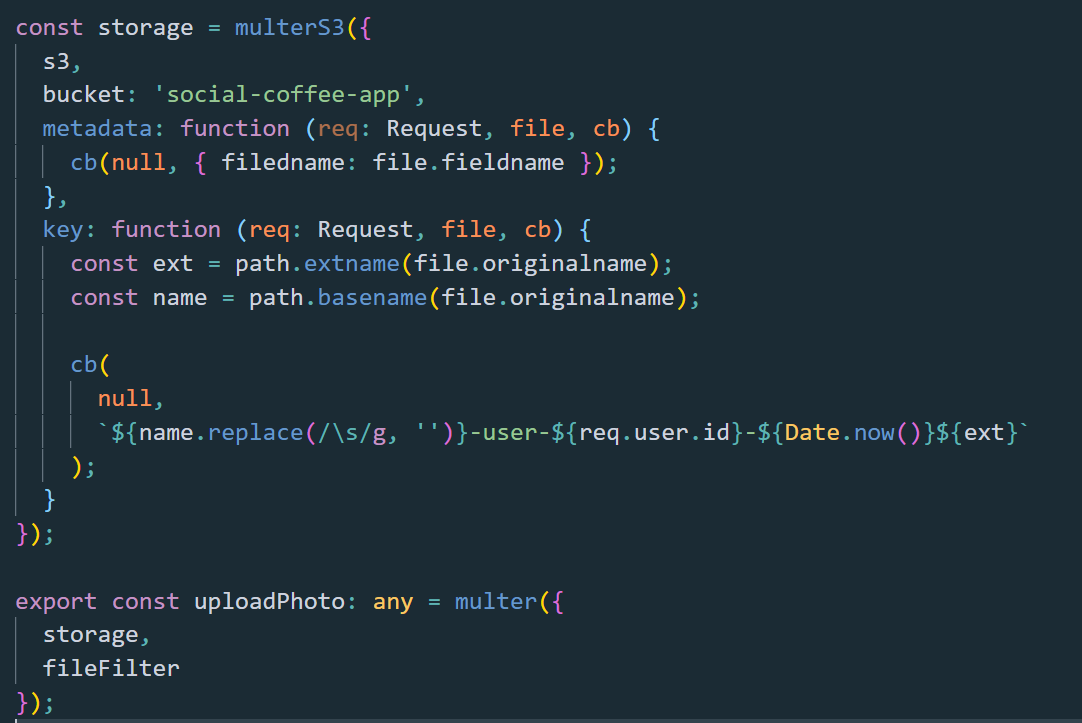 const storage = multerS3({
  s3,
  bucket: 'social-coffee-app',
  metadata: function (req: Request, file, cb) {
    cb(null, { filedname: file.fieldname });
  },
  key: function (req: Request, file, cb) {
    const ext = path.extname(file.originalname);
    const name = path.basename(file.originalname);

    cb(
      null,
      `${name.replace(/\s/g, '')}-user-${req.user.id}-${Date.now()}${ext}`
    );
  }
});

export const uploadPhoto: any = multer({
  storage,
  fileFilter
});